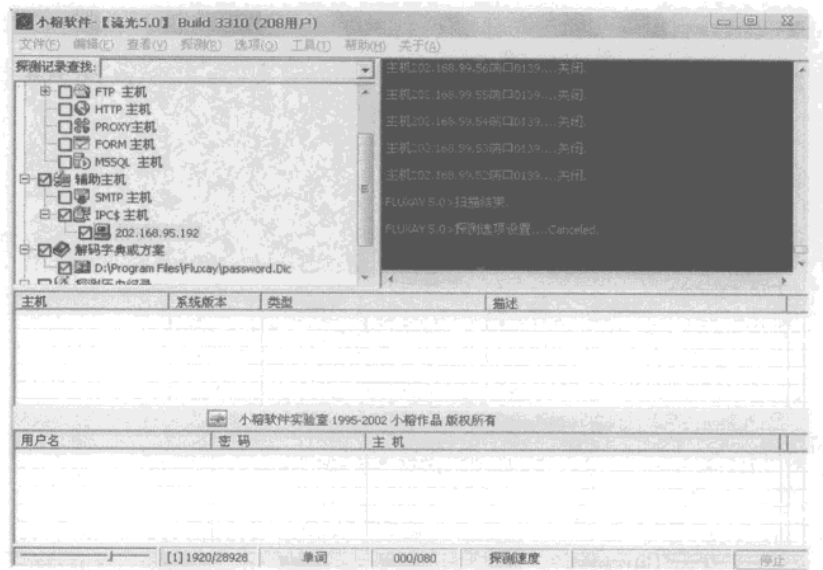 小榕软件-【流光5.0】 Build 3310 (208用户)
文件(F) 编辑(E) 查看(V) 探测(R) 选项(O) 工具(T) 帮助(H) 关于(A)
探测记录查找:
FTP 主机
HTTP 主机
PROXY主机
FORM 主机
MSSQL 主机
辅助主机
SMTP 主机
IPC$ 主机
202.168.95.192
解码字典或方案
D:\Program Files\Fluxay\password.Dic
探测历史纪录
主机202.168.99.56端口0139....关闭.
主机202.168.99.55端口0139....关闭.
主机202.168.99.54端口0139....关闭.
主机202.168.99.53端口0139....关闭.
主机202.168.99.52端口0139....关闭.
FLUXAY 5.0>扫描结束.
FLUXAY 5.0>探测选项设置....Canceled.
主机 系统版本 类型 描述
小榕软件实验室 1995-2002 小榕作品 版权所有
用户名 密 码 主 机
[1] 1920/28928 单词 000/080 探测速度 停止